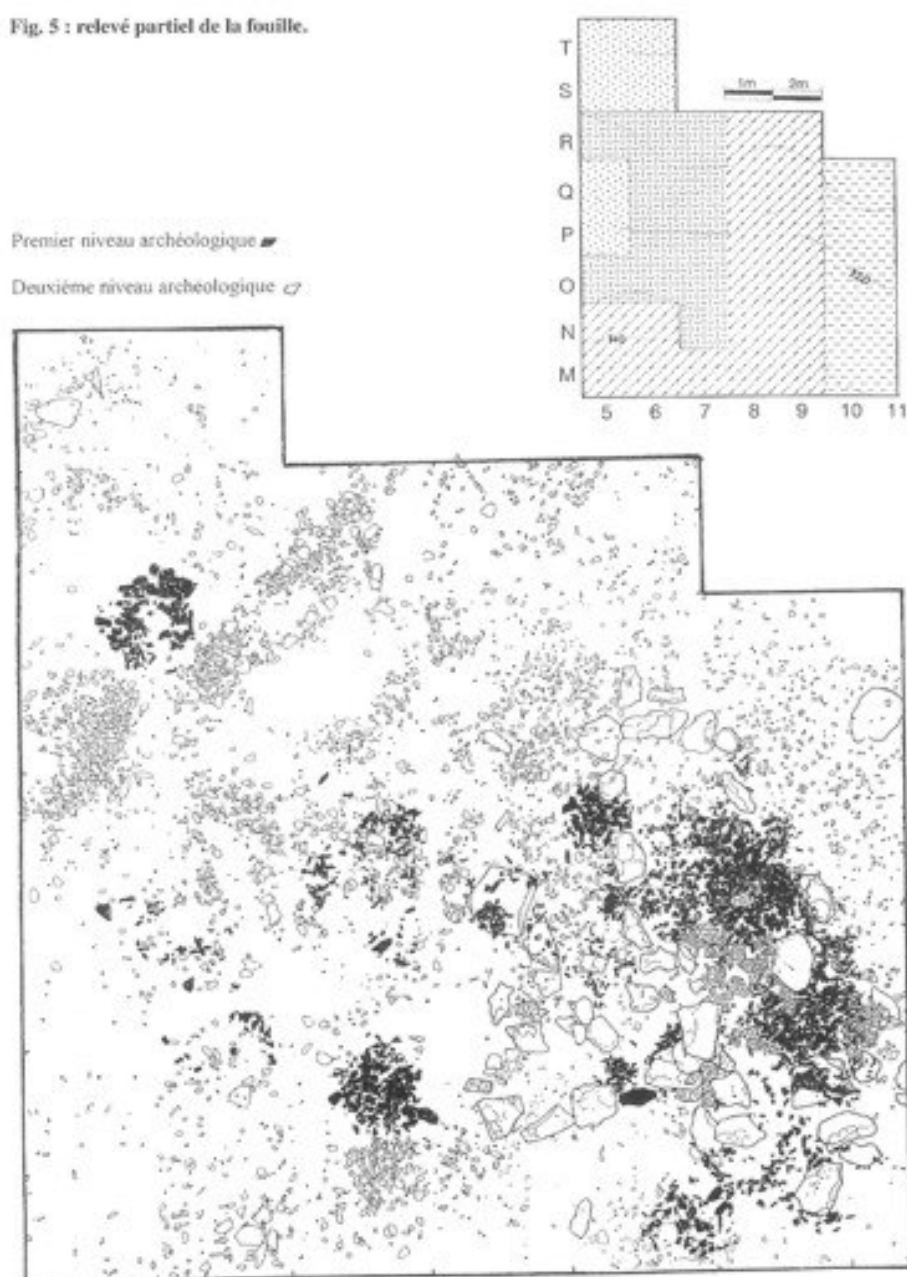 Fig. 5 : relevé partiel de la fouille.
T
S
1m 2m
R
Q
Premier niveau archéologique
P
Deuxième niveau archéologique
O
N
M
5 6 7 8 9 10 11